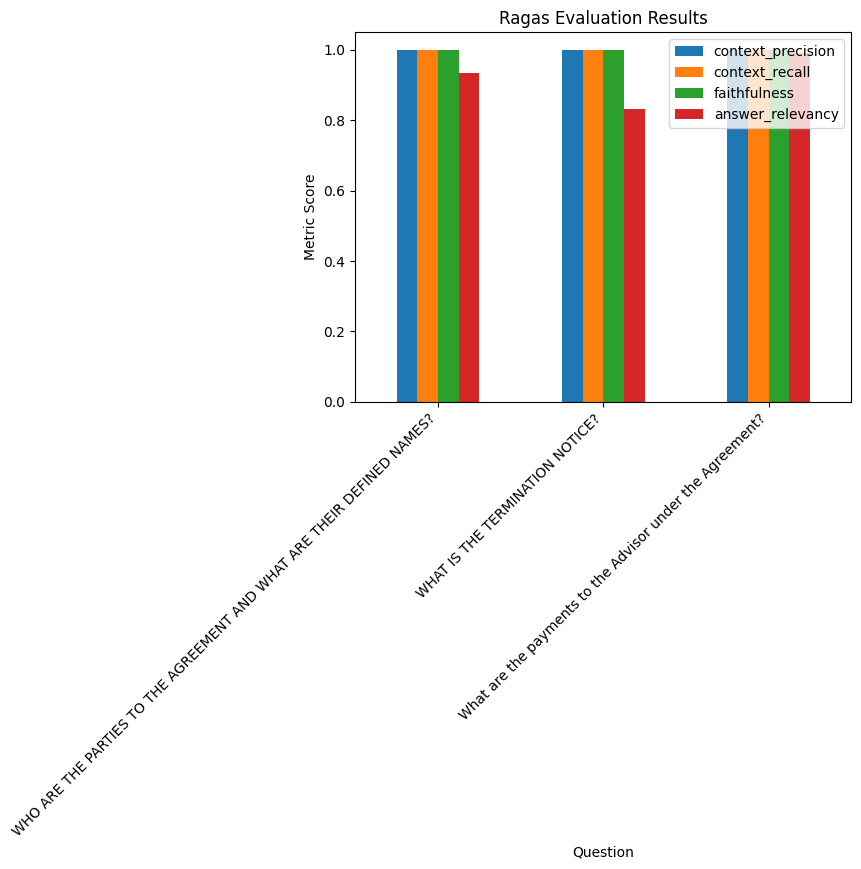 Ragas Evaluation Results
context_precision
context_recall
faithfulness
answer_relevancy
Metric Score
1.0
0.8
0.6
0.4
0.2
0.0
WHO ARE THE PARTIES TO THE AGREEMENT AND WHAT ARE THEIR DEFINED NAMES?
WHAT IS THE TERMINATION NOTICE?
What are the payments to the Advisor under the Agreement?
Question